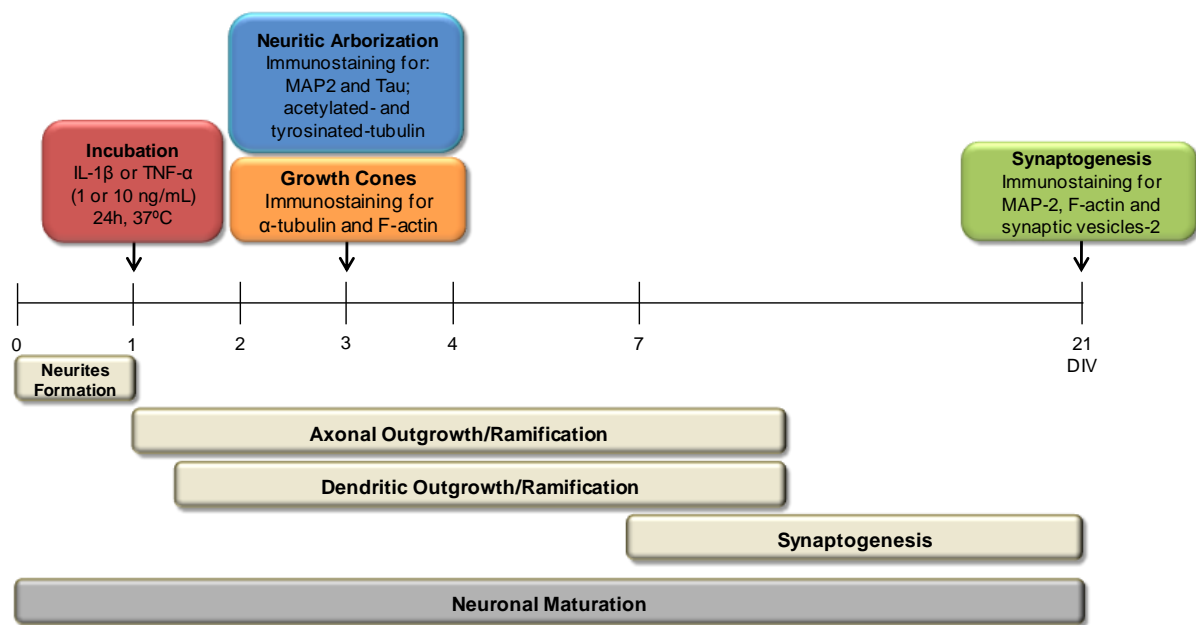 Neuritic Arborization
Immunostaining for:
MAP2 and Tau;
acetylated- and
tyrosinated-tubulin
Incubation
IL-1β or TNF-α
(1 or 10 ng/mL)
24h, 37ºC
Growth Cones
Immunostaining for
α-tubulin and F-actin
Synaptogenesis
Immunostaining for
MAP-2, F-actin and
synaptic vesicles-2
0 1 2 3 4 7 21
DIV
Neurites
Formation
Axonal Outgrowth/Ramification
Dendritic Outgrowth/Ramification
Synaptogenesis
Neuronal Maturation